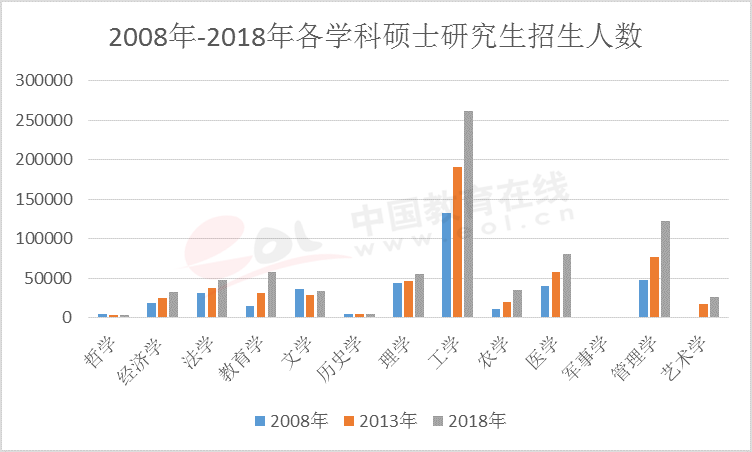 2008年-2018年各学科硕士研究生招生人数
300000
250000
200000
150000
100000
50000
0
eol 中国教育在线
www.eol.cn
哲学
经济学
法学
教育学
文学
历史学
理学
工学
农学
医学
军事学
管理学
艺术学
2008年 2013年 2018年